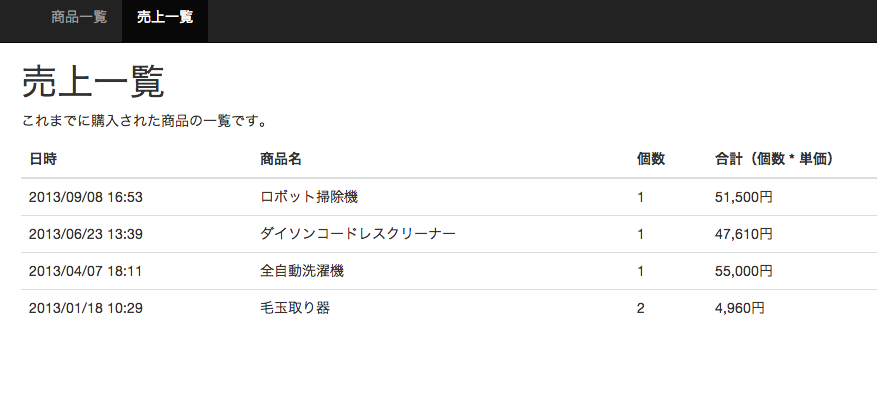 商品一覧 売上一覧
売上一覧
これまでに購入された商品の一覧です。
日時 商品名 個数 合計（個数 * 単価）
2013/09/08 16:53 ロボット掃除機 1 51,500円
2013/06/23 13:39 ダイソンコードレスクリーナー 1 47,610円
2013/04/07 18:11 全自動洗濯機 1 55,000円
2013/01/18 10:29 毛玉取り器 2 4,960円